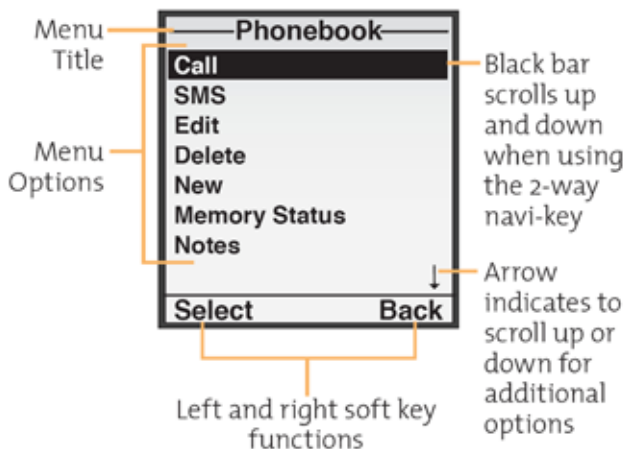 Menu
Title
Phonebook
Call
SMS
Edit
Delete
New
Memory Status
Notes
↓
Select
Back
Menu
Options
Black bar
scrolls up
and down
when using
the 2-way
navi-key
Arrow
indicates to
scroll up or
down for
additional
options
Left and right soft key
functions